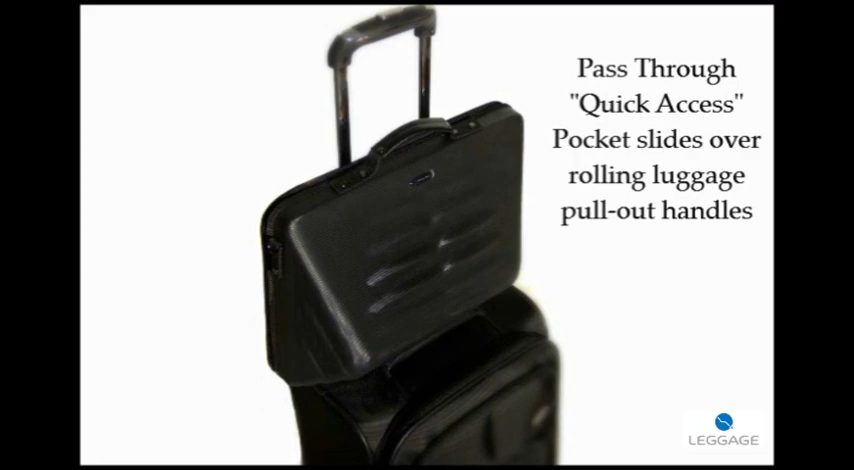 Pass Through
"Quick Access"
Pocket slides over
rolling luggage
pull-out handles
LEGGAGE